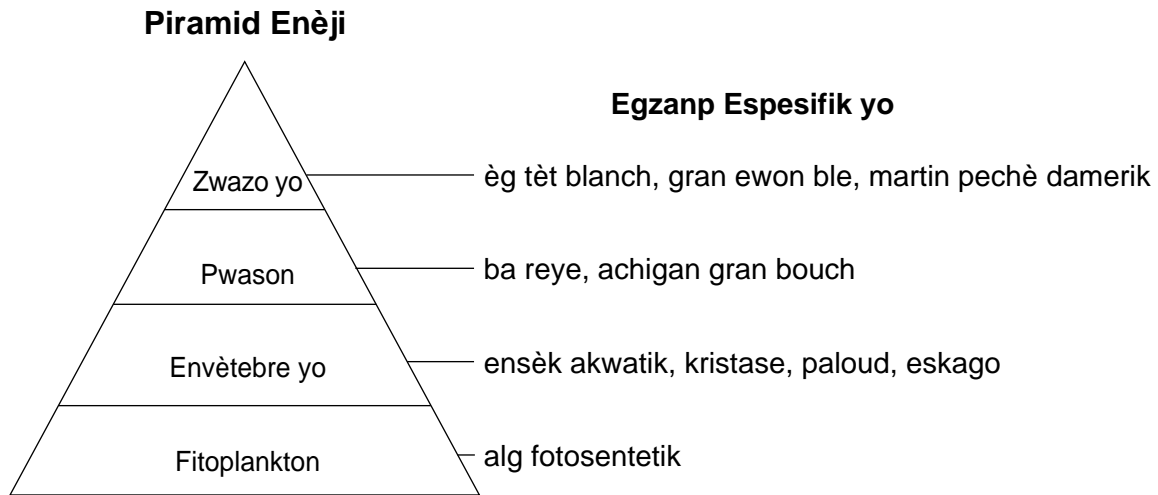 Piramid Enèji
Egzanp Espesifik yo
Zwazo yo
èg tèt blanch, gran ewon ble, martin pechè damerik
Pwason
ba reye, achigan gran bouch
Envètebre yo
ensèk akwatik, kristase, paloud, eskago
Fitoplankton
alg fotosentetik